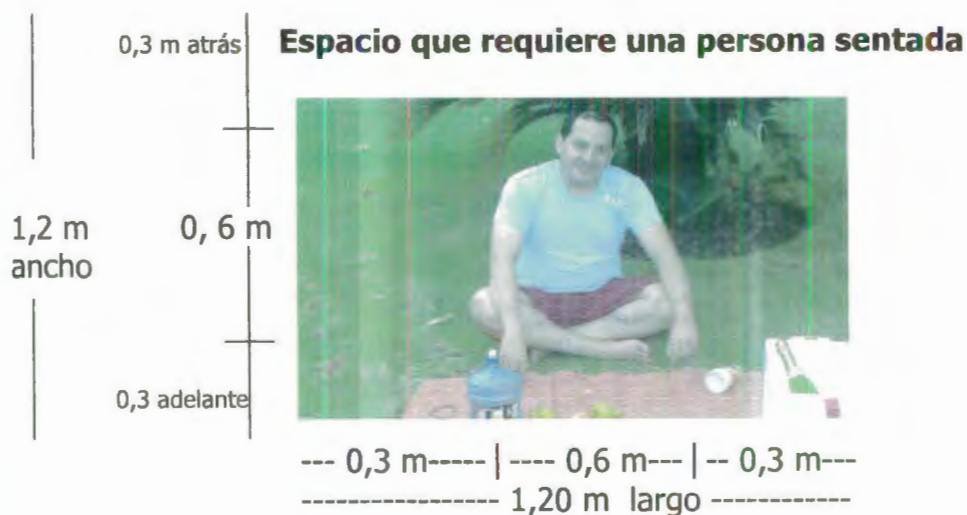 0,3 m atrás
Espacio que requiere una persona sentada
1,2 m
ancho
0, 6 m
0,3 adelante
--- 0,3 m-----|---- 0,6 m---|-- 0,3 m---
---------------- 1,20 m largo -----------